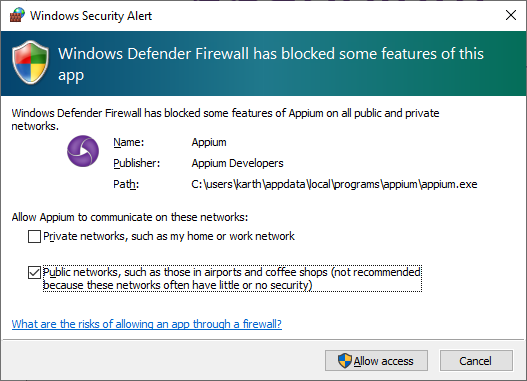 Windows Security Alert
Windows Defender Firewall has blocked some features of this
app
Windows Defender Firewall has blocked some features of Appium on all public and private
networks.
Name: Appium
Publisher: Appium Developers
Path: C:\users\karth\appdata\local\programs\appium\appium.exe
Allow Appium to communicate on these networks:
Private networks, such as my home or work network
Public networks, such as those in airports and coffee shops (not recommended
because these networks often have little or no security)
What are the risks of allowing an app through a firewall?
Allow access Cancel